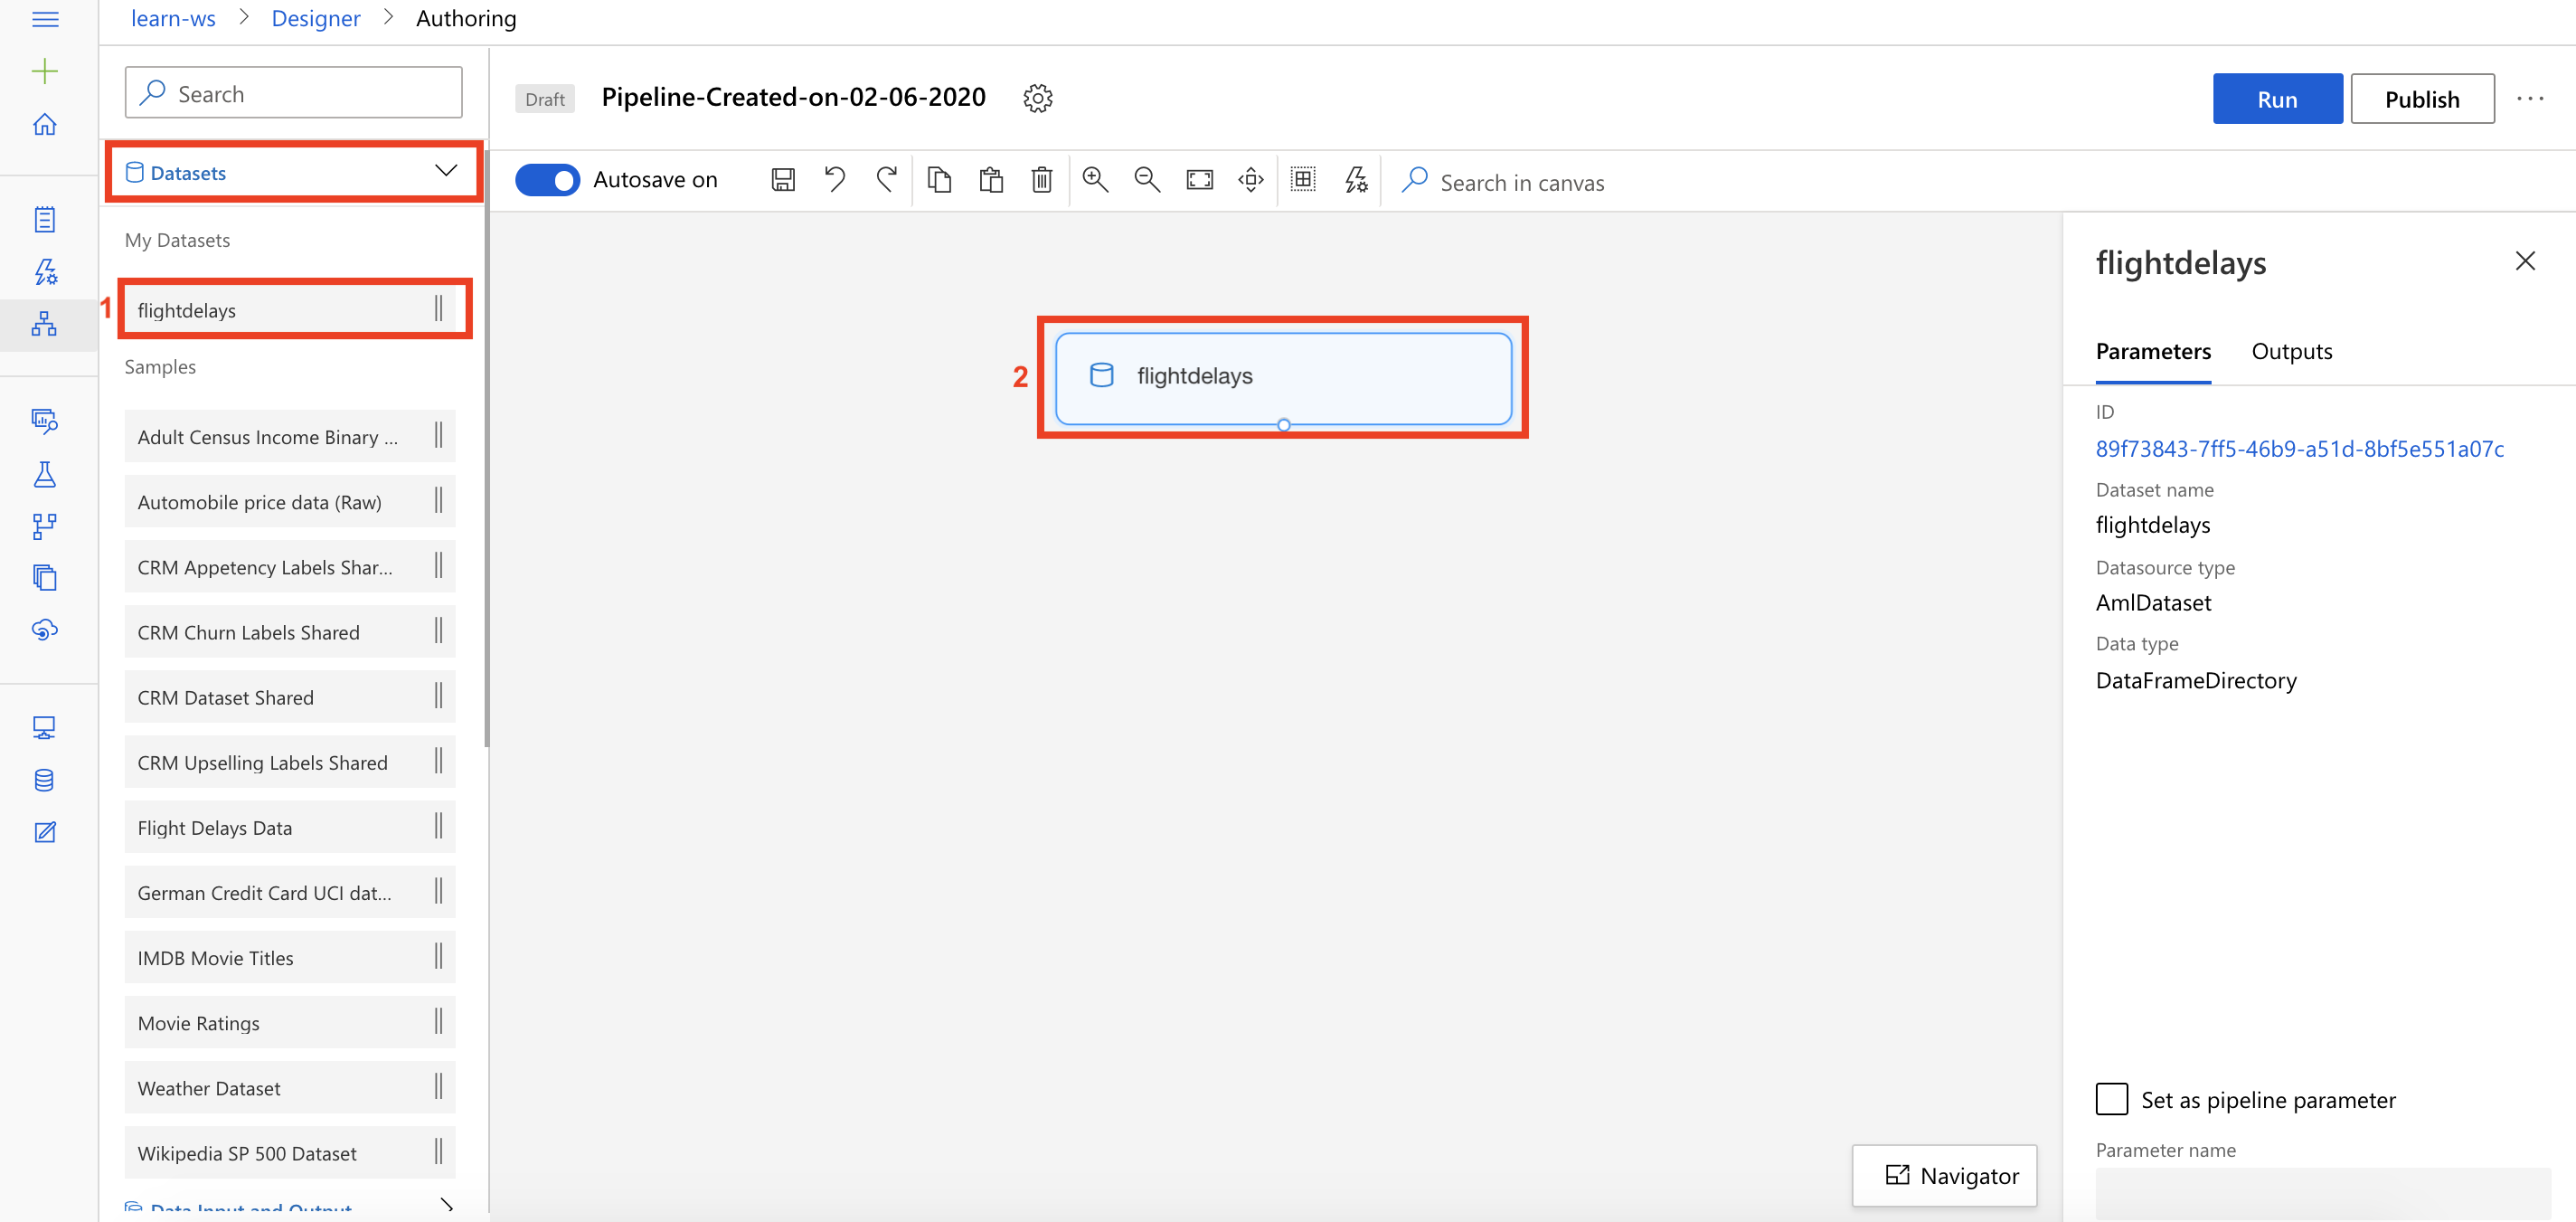 learn-ws > Designer > Authoring
Search
Draft Pipeline-Created-on-02-06-2020
Run
Publish
...
Datasets
Autosave on
Search in canvas
My Datasets
1
flightdelays
Samples
Adult Census Income Binary ...
Automobile price data (Raw)
CRM Appetency Labels Shar...
CRM Churn Labels Shared
CRM Dataset Shared
CRM Upselling Labels Shared
Flight Delays Data
German Credit Card UCI dat...
IMDB Movie Titles
Movie Ratings
Weather Dataset
Wikipedia SP 500 Dataset
Data Input and Output
2
flightdelays
Navigator
flightdelays
Parameters
Outputs
ID
89f73843-7ff5-46b9-a51d-8bf5e551a07c
Dataset name
flightdelays
Datasource type
AmlDataset
Data type
DataFrameDirectory
Set as pipeline parameter
Parameter name